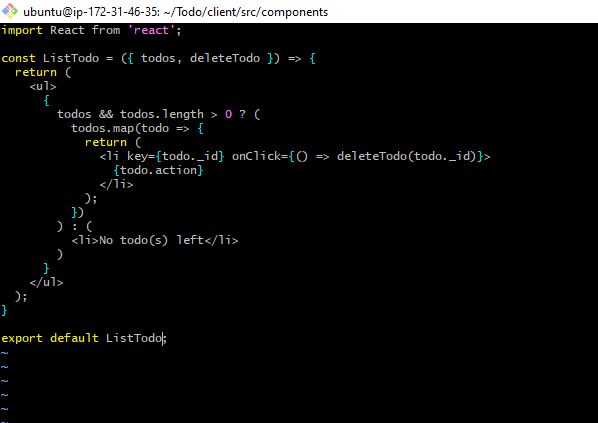 ubuntu@ip-172-31-46-35: ~/Todo/client/src/components
import React from 'react';

const ListTodo = ({ todos, deleteTodo }) => {
  return (
    <ul>
      {
        todos && todos.length > 0 ? (
          todos.map(todo => {
            return (
              <li key={todo._id} onClick={() => deleteTodo(todo._id)}>
                {todo.action}
              </li>
            );
          })
        ) : (
          <li>No todo(s) left</li>
        )
      }
    </ul>
  );
}

export default ListTodo;
~
~
~
~
~